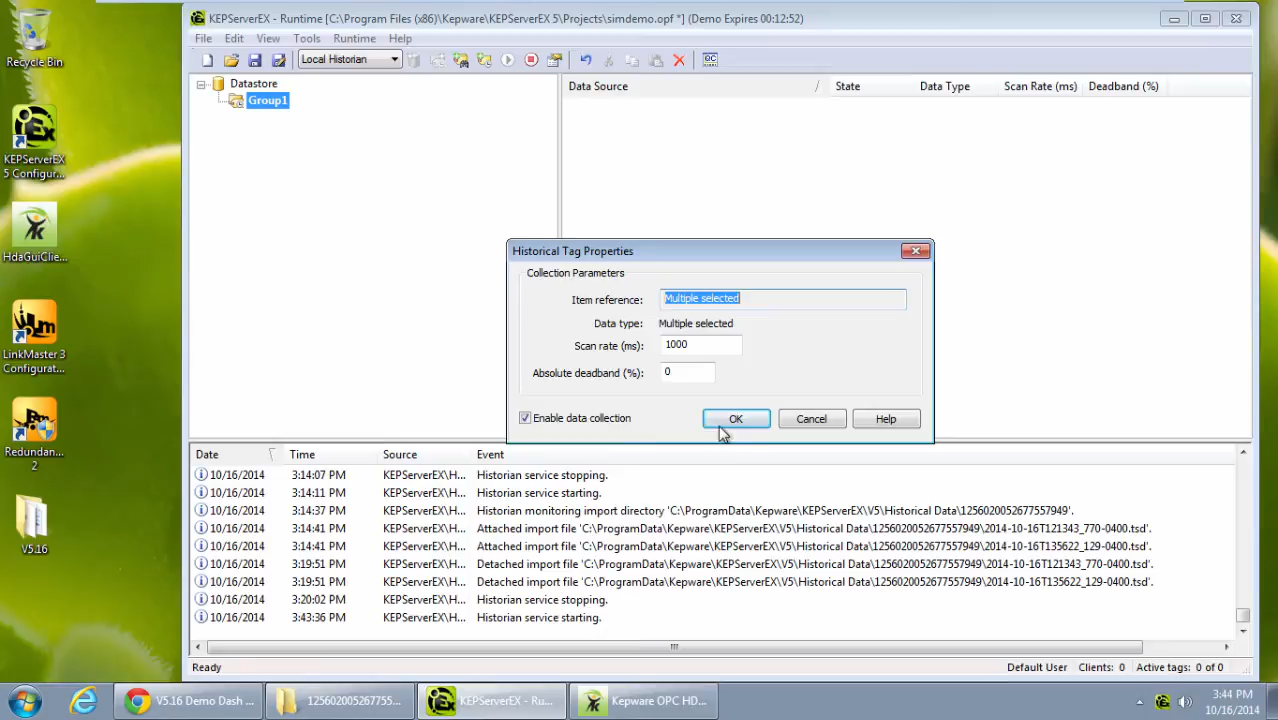 KEPServerEX - Runtime [C:\Program Files (x86)\Kepware\KEPServerEX 5\Projects\simdemo.opf *] (Demo Expires 00:12:52)
File Edit View Tools Runtime Help
Local Historian
Datastore
Group1
Data Source / State Data Type Scan Rate (ms) Deadband (%)
Recycle Bin
KEPServerEX
5 Configur...
HdaGuiClie...
LinkMaster 3
Configurat...
Redundan...
2
V5.16
Historical Tag Properties
Collection Parameters
Item reference: Multiple selected
Data type: Multiple selected
Scan rate (ms): 1000
Absolute deadband (%): 0
Enable data collection OK Cancel Help
Date Time Source Event
10/16/2014 3:14:07 PM KEPServerEX\H... Historian service stopping.
10/16/2014 3:14:11 PM KEPServerEX\H... Historian service starting.
10/16/2014 3:14:37 PM KEPServerEX\H... Historian monitoring import directory 'C:\ProgramData\Kepware\KEPServerEX\V5\Historical Data\1256020052677557949'.
10/16/2014 3:14:41 PM KEPServerEX\H... Attached import file 'C:\ProgramData\Kepware\KEPServerEX\V5\Historical Data\1256020052677557949\2014-10-16T121343_770-0400.tsd'.
10/16/2014 3:14:41 PM KEPServerEX\H... Attached import file 'C:\ProgramData\Kepware\KEPServerEX\V5\Historical Data\1256020052677557949\2014-10-16T135622_129-0400.tsd'.
10/16/2014 3:19:51 PM KEPServerEX\H... Detached import file 'C:\ProgramData\Kepware\KEPServerEX\V5\Historical Data\1256020052677557949\2014-10-16T121343_770-0400.tsd'.
10/16/2014 3:19:51 PM KEPServerEX\H... Detached import file 'C:\ProgramData\Kepware\KEPServerEX\V5\Historical Data\1256020052677557949\2014-10-16T135622_129-0400.tsd'.
10/16/2014 3:20:02 PM KEPServerEX\H... Historian service stopping.
10/16/2014 3:43:36 PM KEPServerEX\H... Historian service starting.
Ready Default User Clients: 0 Active tags: 0 of 0
V5.16 Demo Dash ... 125602005267755... KEPServerEX - Ru... Kepware OPC HD... 3:44 PM
10/16/2014